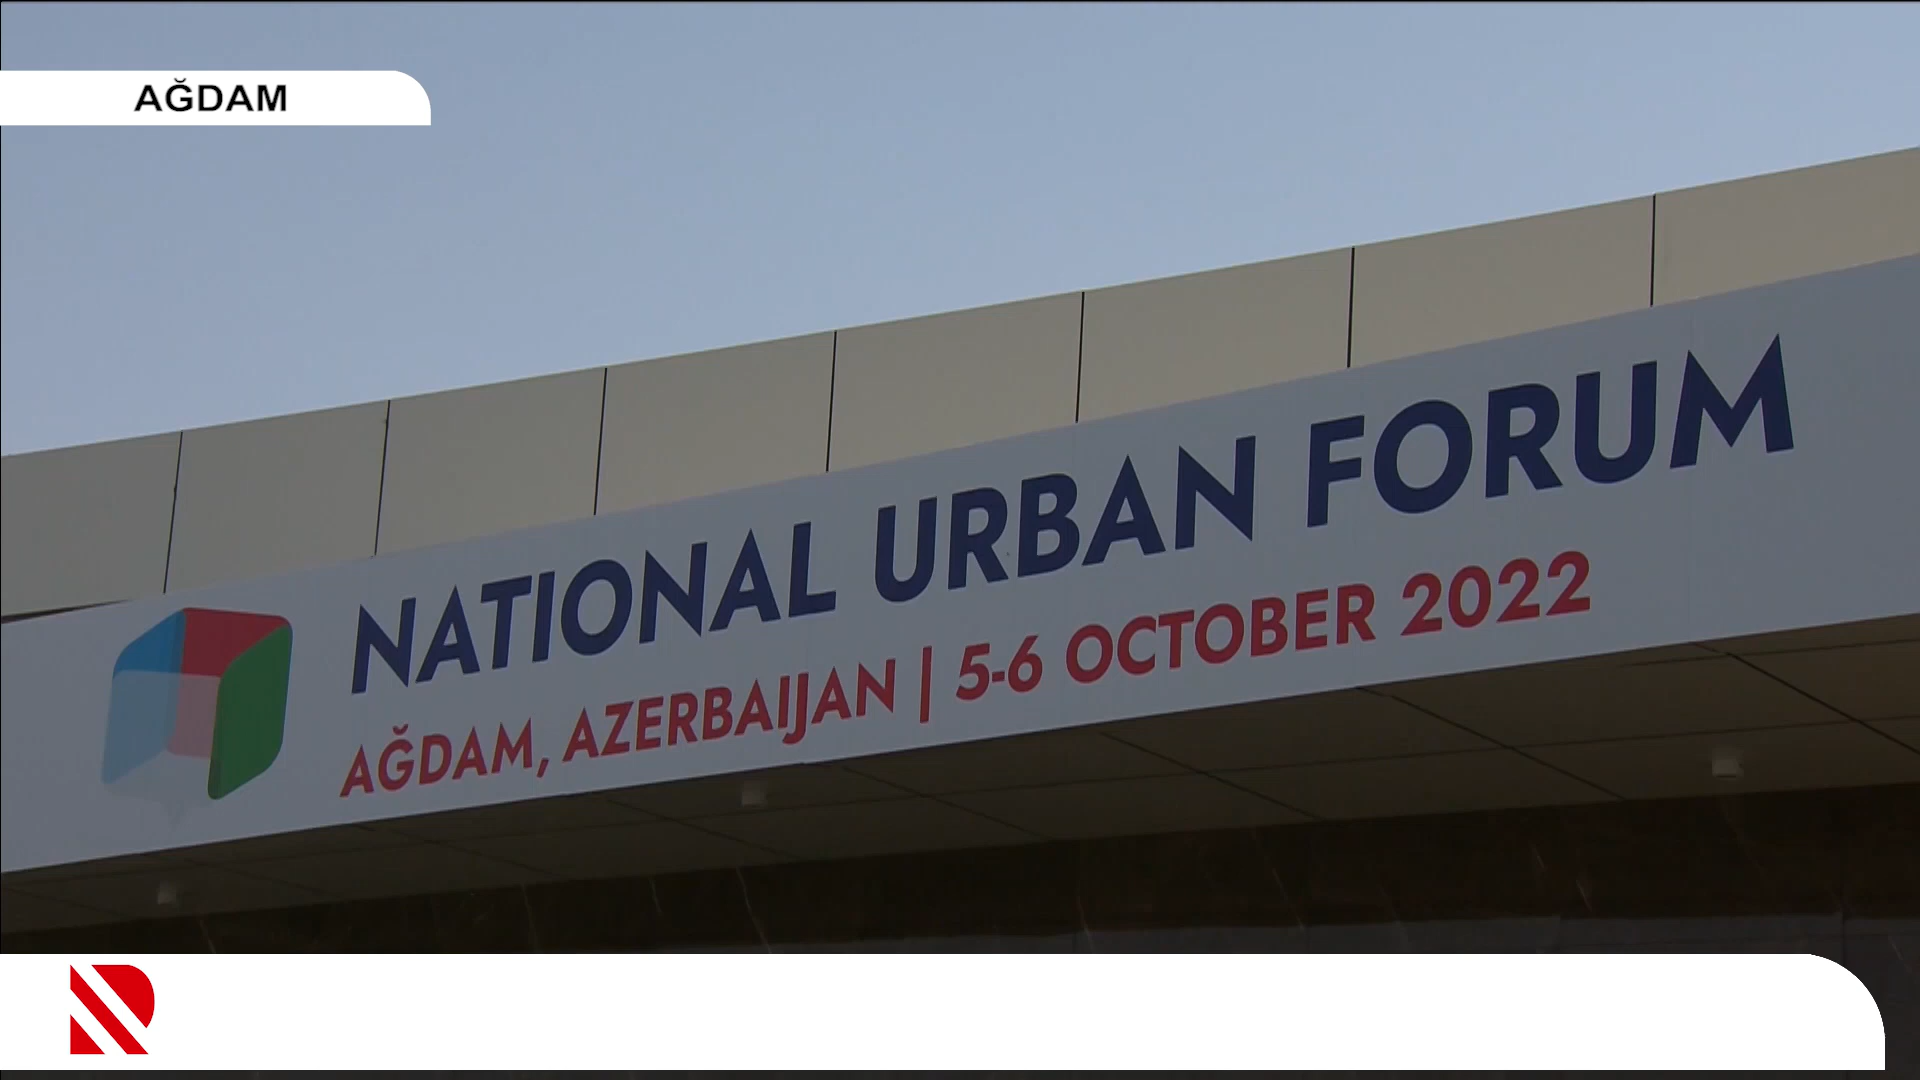 AĞDAM
NATIONAL URBAN FORUM
AĞDAM, AZERBAIJAN | 5-6 OCTOBER 2022